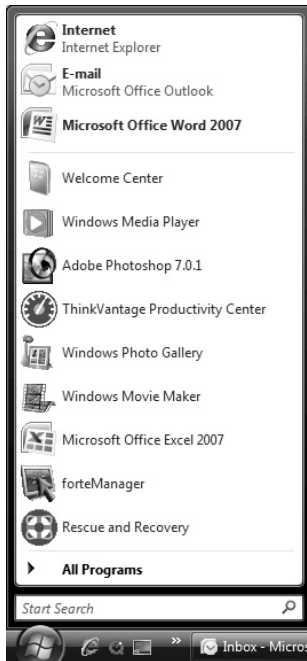 Internet
Internet Explorer
E-mail
Microsoft Office Outlook
Microsoft Office Word 2007
Welcome Center
Windows Media Player
Adobe Photoshop 7.0.1
ThinkVantage Productivity Center
Windows Photo Gallery
Windows Movie Maker
Microsoft Office Excel 2007
forteManager
Rescue and Recovery
All Programs
Start Search
» Inbox - Micros